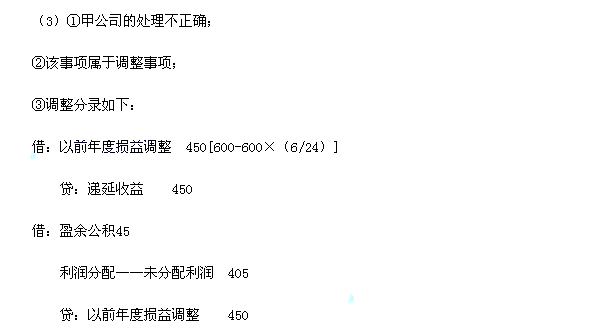 （3）①甲公司的处理不正确；
②该事项属于调整事项；
③调整分录如下：
借：以前年度损益调整 450[600-600×（6/24）]
贷：递延收益 450
借：盈余公积45
利润分配——未分配利润 405
贷：以前年度损益调整 450